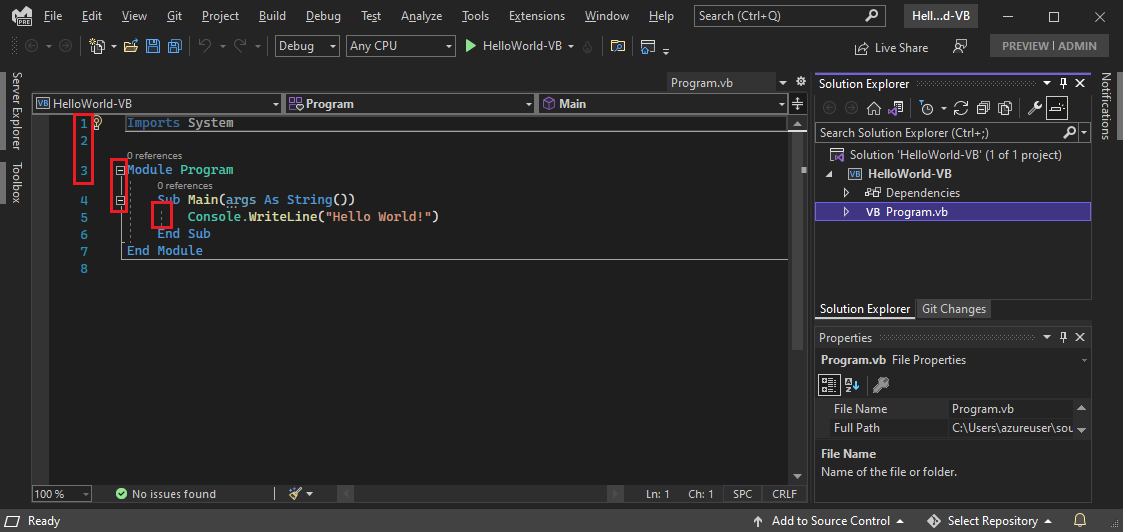 File Edit View Git Project Build Debug Test Analyze Tools Extensions Window Help Search (Ctrl+Q) Hell...d-VB
PRE
Debug Any CPU HelloWorld-VB Live Share PREVIEW | ADMIN
Server Explorer
Toolbox
Program.vb
VB HelloWorld-VB Program Main
1 Imports System
2
0 references
3 Module Program
0 references
4 Sub Main(args As String())
5 Console.WriteLine("Hello World!")
6 End Sub
7 End Module
8
100 % No issues found Ln: 1 Ch: 1 SPC CRLF
Solution Explorer
Search Solution Explorer (Ctrl+;)
Solution 'HelloWorld-VB' (1 of 1 project)
VB HelloWorld-VB
Dependencies
VB Program.vb
Solution Explorer Git Changes
Properties
Program.vb File Properties
File Name Program.vb
Full Path C:\Users\azureuser\sou
File Name
Name of the file or folder.
Notifications
Ready Add to Source Control Select Repository